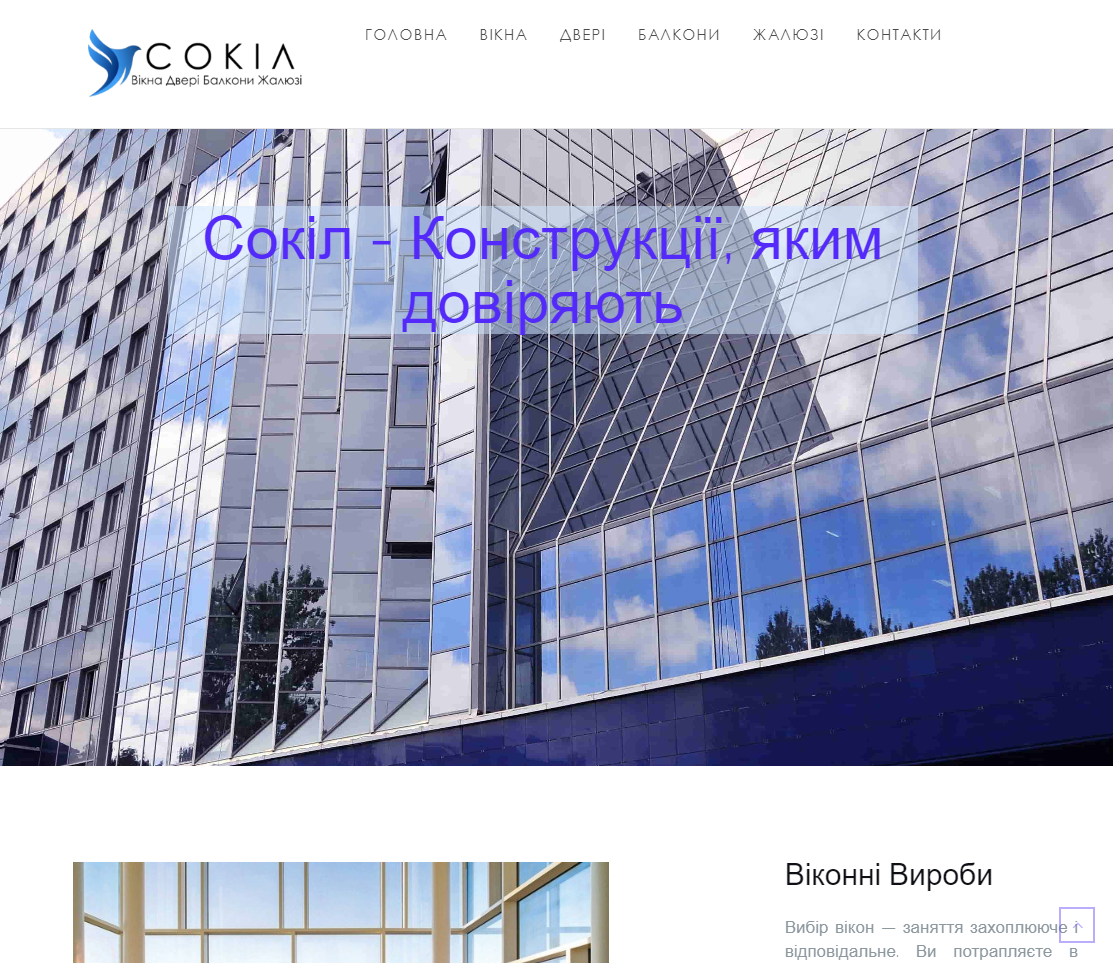 СОКІЛ
Вікна Двері Балкони Жалюзі
ГОЛОВНА ВІКНА ДВЕРІ БАЛКОНИ ЖАЛЮЗІ КОНТАКТИ
Сокіл - Конструкції, яким
довіряють
Віконні Вироби
Вибір вікон — заняття захоплююче і
відповідальне. Ви потрапляєте в